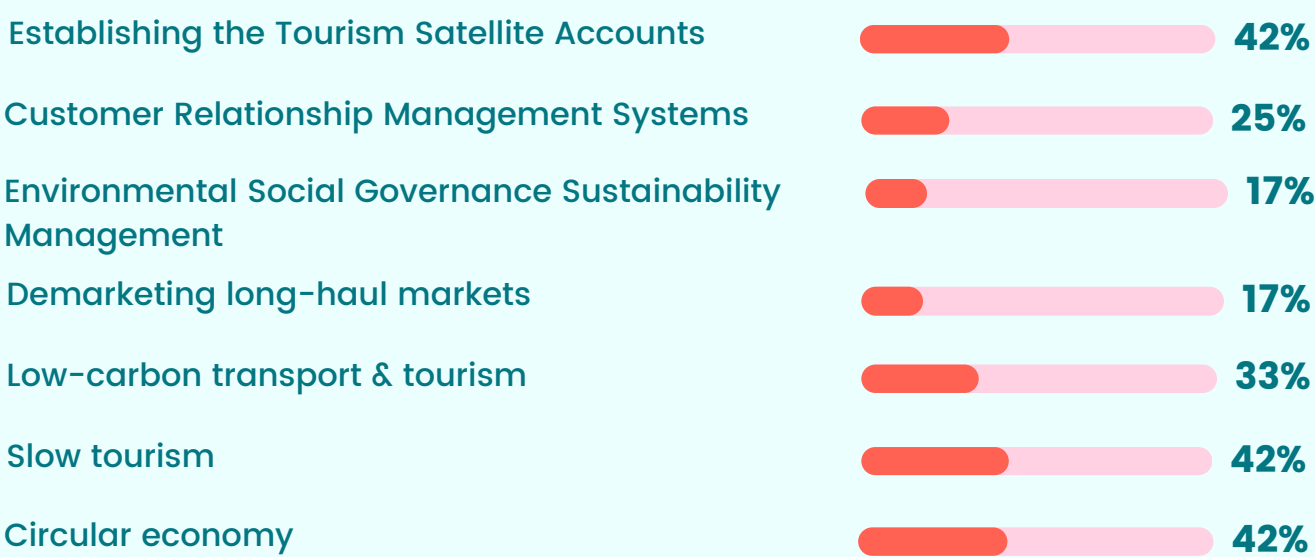 Establishing the Tourism Satellite Accounts 42%
Customer Relationship Management Systems 25%
Environmental Social Governance Sustainability 17%
Management
Demarketing long-haul markets 17%
Low-carbon transport & tourism 33%
Slow tourism 42%
Circular economy 42%